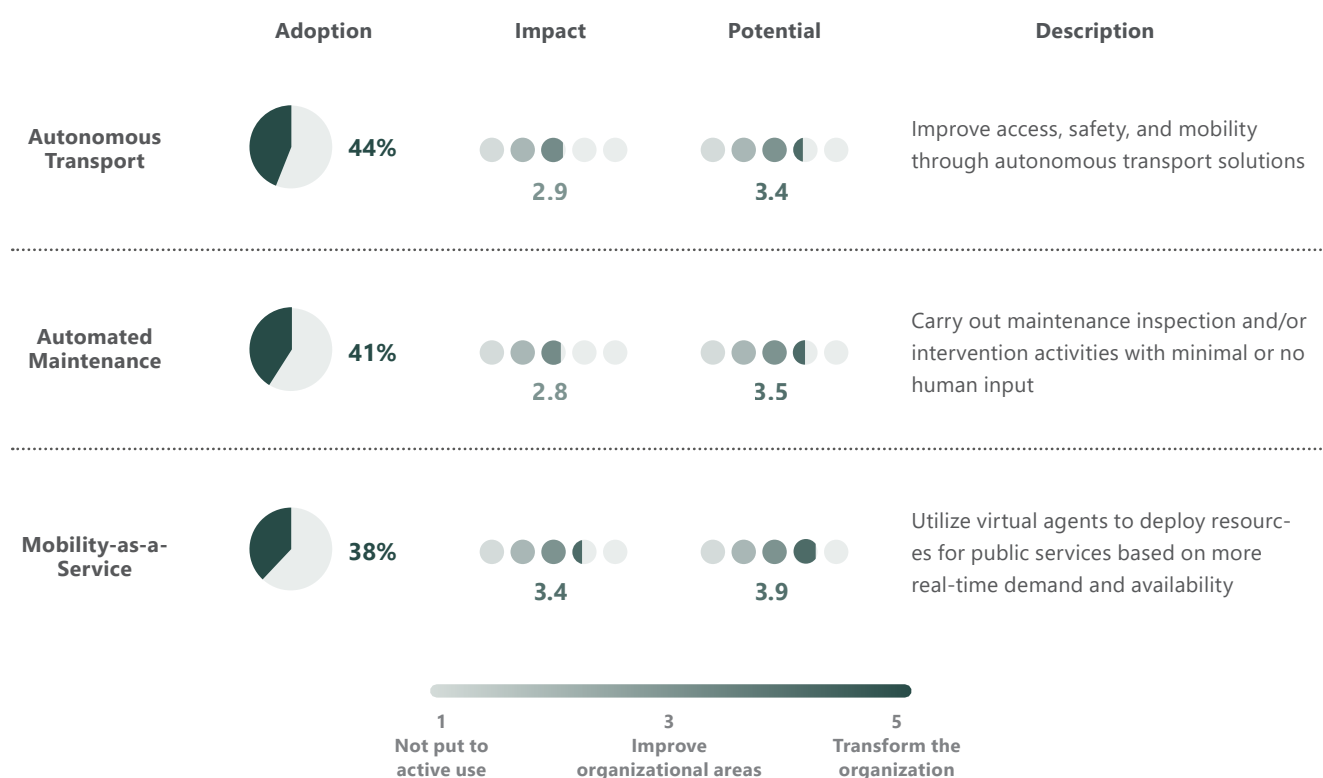 Adoption
Impact
Potential
Description
Autonomous
Transport
44%
2.9
3.4
Improve access, safety, and mobility
through autonomous transport solutions
Automated
Maintenance
41%
2.8
3.5
Carry out maintenance inspection and/or
intervention activities with minimal or no
human input
Mobility-as-a-
Service
38%
3.4
3.9
Utilize virtual agents to deploy resourc-
es for public services based on more
real-time demand and availability
1
Not put to
active use
3
Improve
organizational areas
5
Transform the
organization